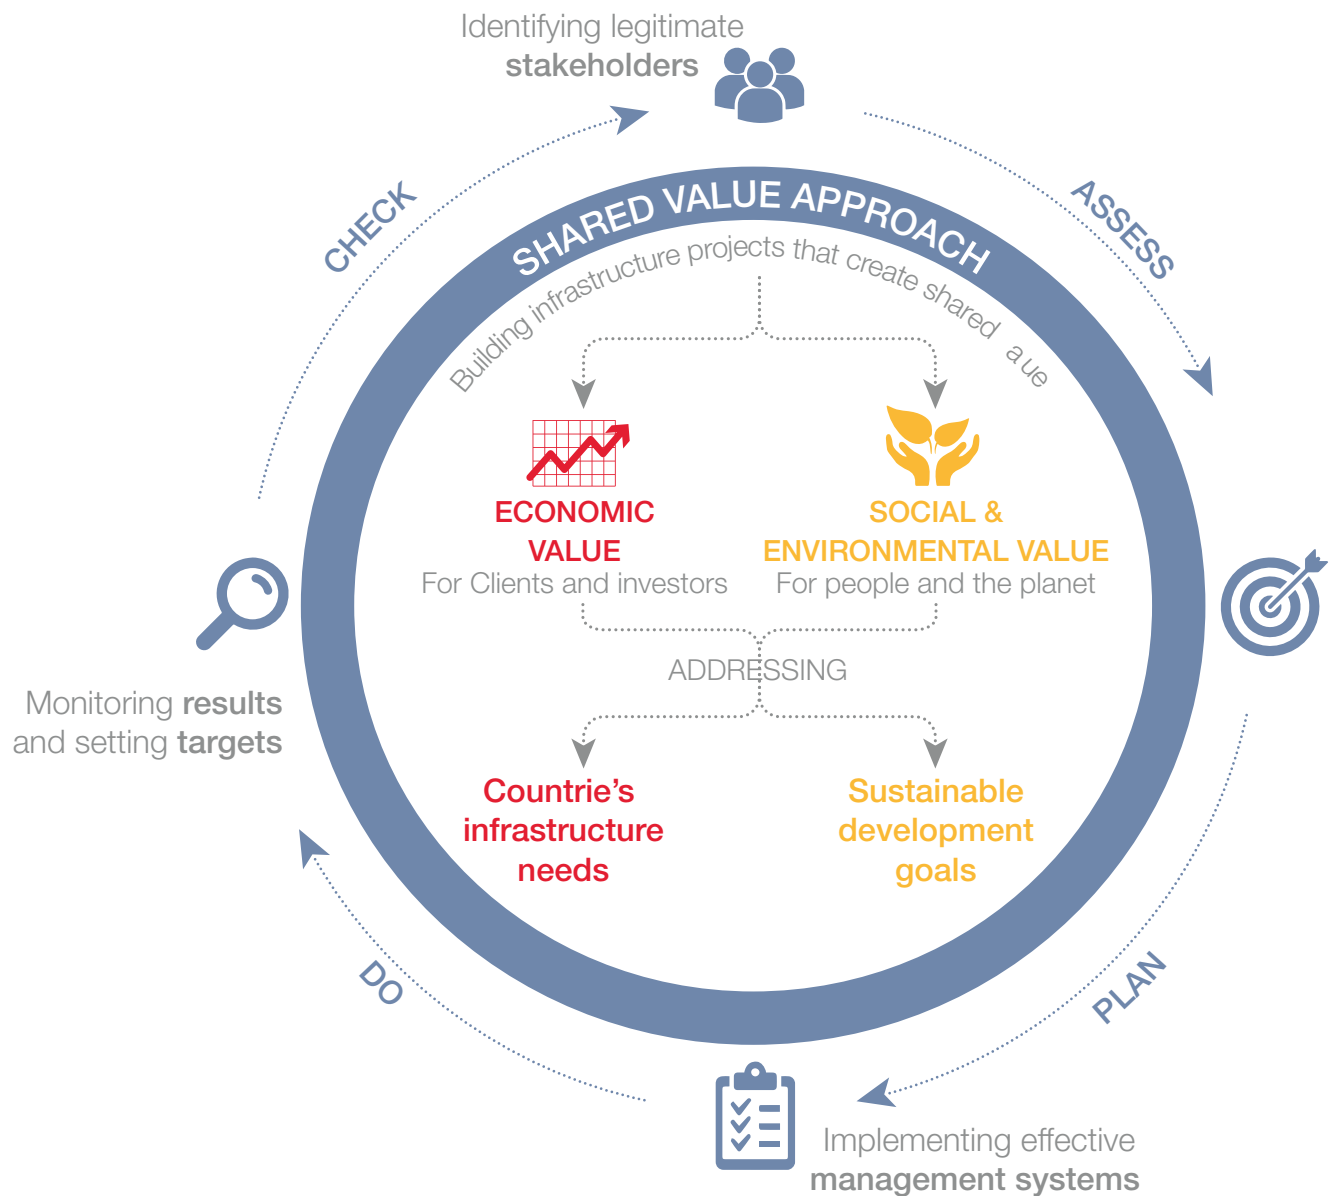 Identifying legitimate
stakeholders
CHECK
ASSESS
SHARED VALUE APPROACH
Building infrastructure projects that create shared a ue
ECONOMIC
VALUE
For Clients and investors
SOCIAL &
ENVIRONMENTAL VALUE
For people and the planet
ADDRESSING
Monitoring results
and setting targets
Countrie's
infrastructure
needs
Sustainable
development
goals
DO
PLAN
Implementing effective
management systems